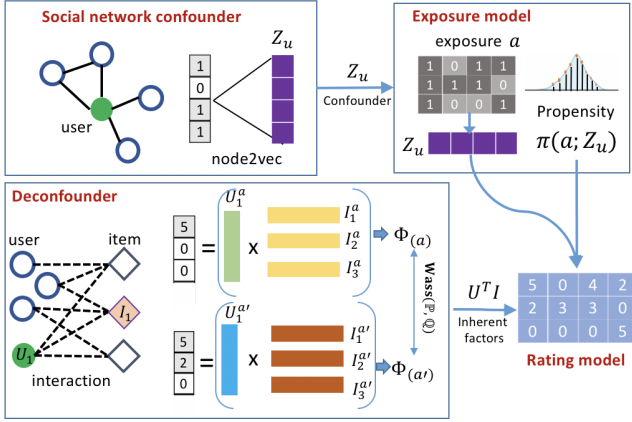 Social network confounder
Z_u
1
0
1
1
user
node2vec
Z_u
Confounder
Exposure model
exposure a
1 0 1 1
1 1 1 0
1 0 0 1
Propensity
Z_u
π(a; Z_u)
Deconfounder
user
item
I_1
U_1
interaction
5
0
0
=
U_1^a
x
I_1^a
I_2^a
I_3^a
Φ_(a)
Wass(ℙ, ℚ)
5
2
0
=
U_1^{a'}
x
I_1^{a'}
I_2^{a'}
I_3^{a'}
Φ_(a')
U^T I
Inherent
factors
5 0 4 2
2 3 3 0
0 0 0 5
Rating model